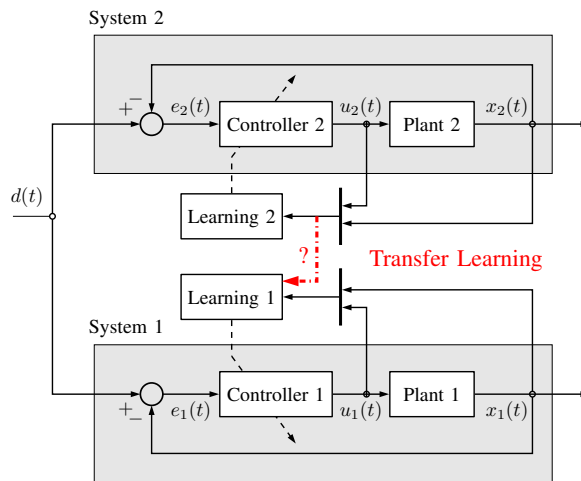 System 2
+ −
e₂(t)
Controller 2
u₂(t)
Plant 2
x₂(t)
d(t)
Learning 2
?
Transfer Learning
Learning 1
System 1
+ −
e₁(t)
Controller 1
u₁(t)
Plant 1
x₁(t)